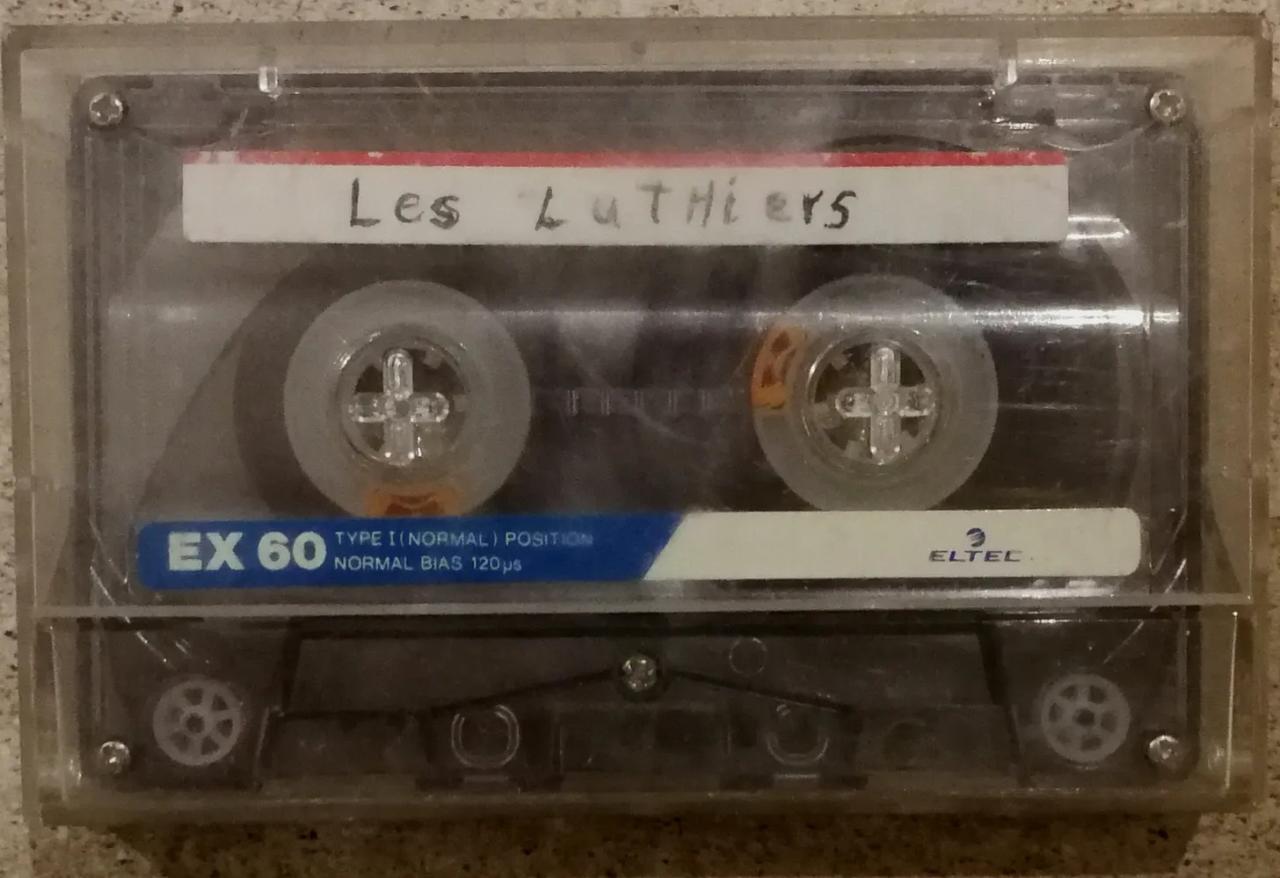 Les LuTHiers
EX 60
TYPE I (NORMAL) POSITION
NORMAL BIAS 120µs
ELTEC